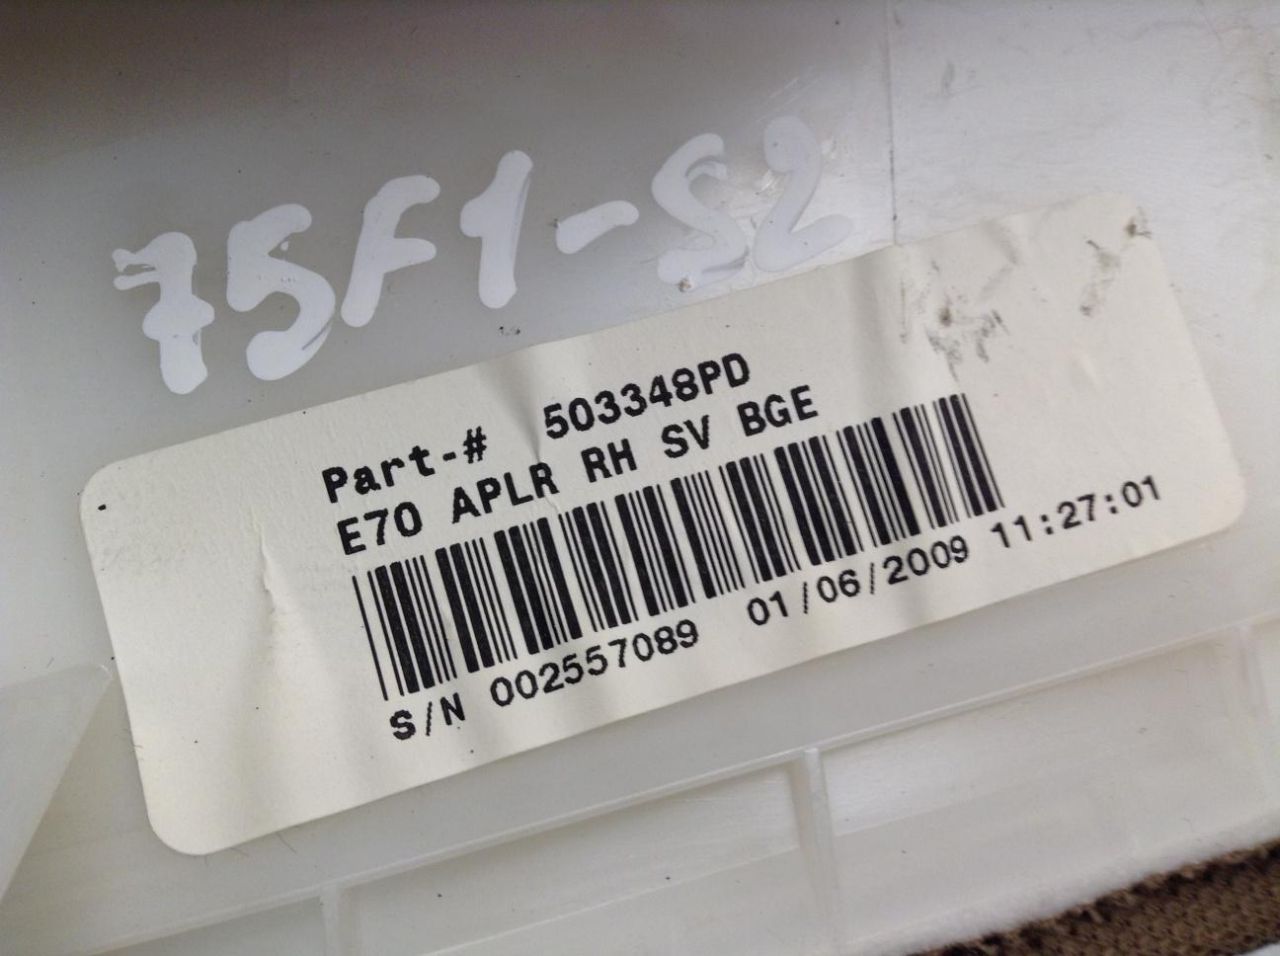 75F1-S2
Part-# 503348PD
E70 APLR RH SV BGE
S/N 002557089 01/06/2009 11:27:01